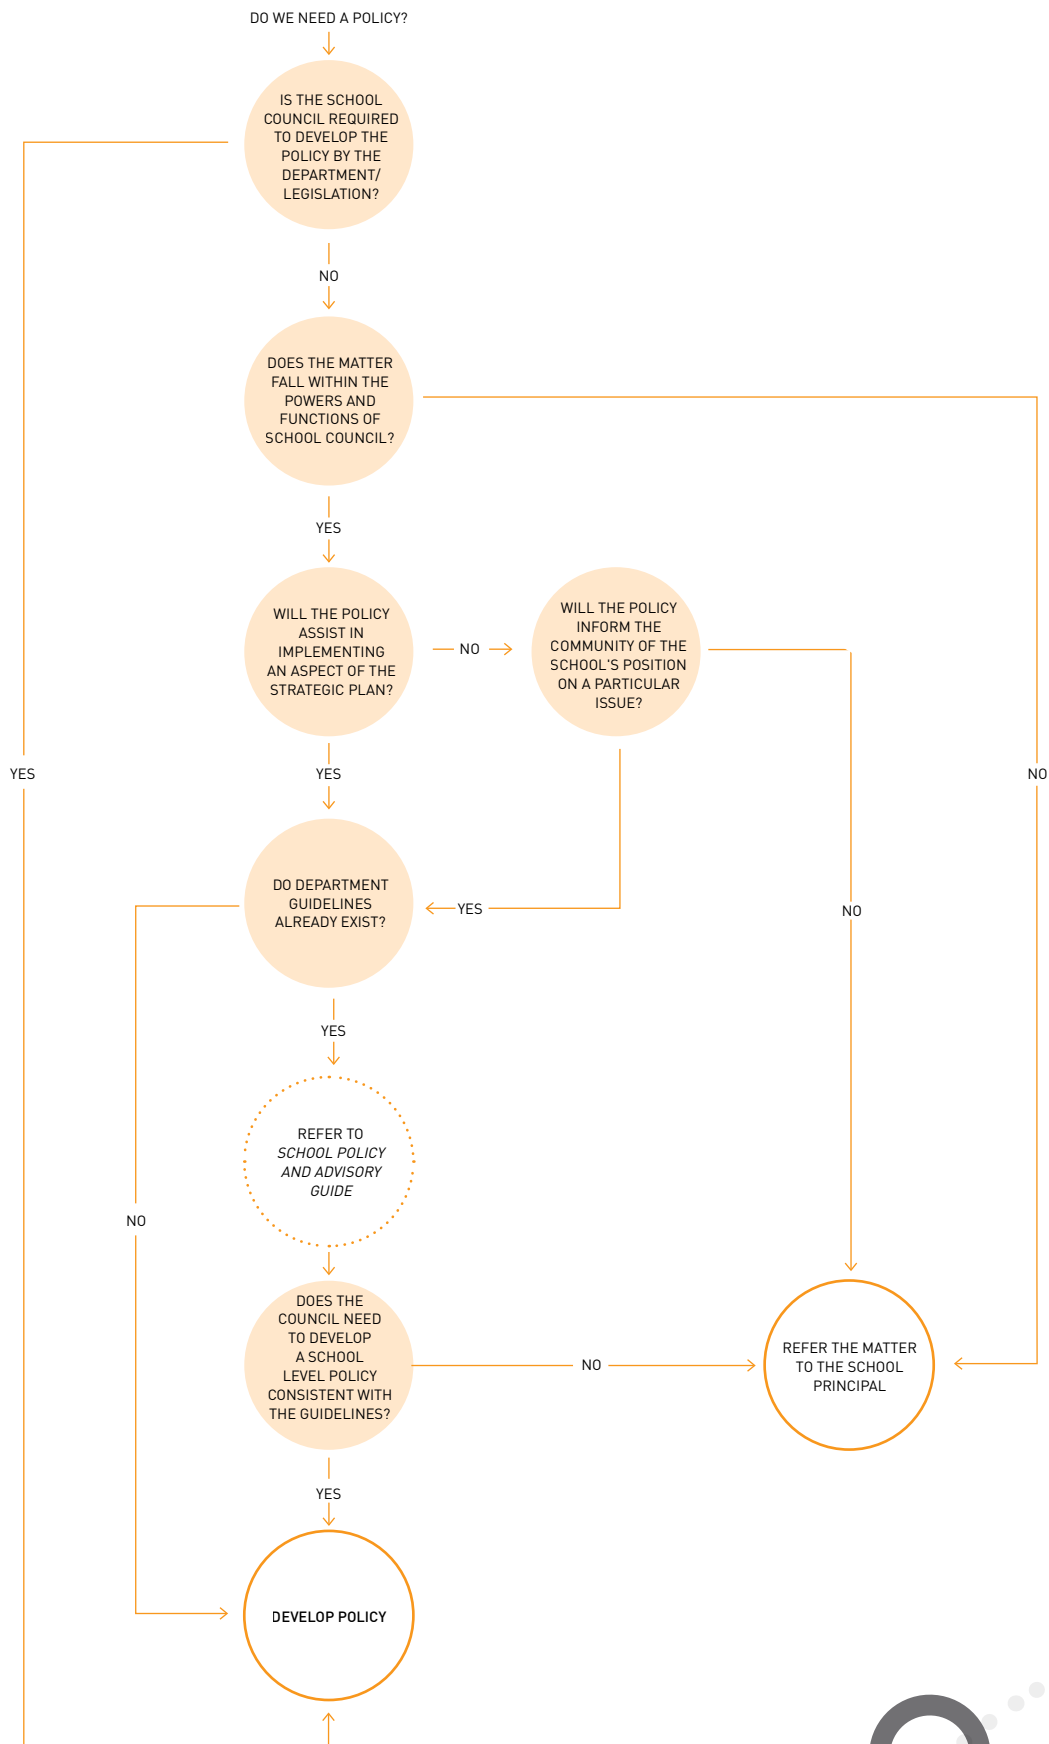 DO WE NEED A POLICY?
IS THE SCHOOL
COUNCIL REQUIRED
TO DEVELOP THE
POLICY BY THE
DEPARTMENT/
LEGISLATION?
NO
DOES THE MATTER
FALL WITHIN THE
POWERS AND
FUNCTIONS OF
SCHOOL COUNCIL?
YES
WILL THE POLICY
ASSIST IN
IMPLEMENTING
AN ASPECT OF THE
STRATEGIC PLAN?
NO
WILL THE POLICY
INFORM THE
COMMUNITY OF THE
SCHOOL'S POSITION
ON A PARTICULAR
ISSUE?
YES
YES
NO
DO DEPARTMENT
GUIDELINES
ALREADY EXIST?
YES
NO
YES
REFER TO
SCHOOL POLICY
AND ADVISORY
GUIDE
NO
DOES THE
COUNCIL NEED
TO DEVELOP
A SCHOOL
LEVEL POLICY
CONSISTENT WITH
THE GUIDELINES?
NO
REFER THE MATTER
TO THE SCHOOL
PRINCIPAL
YES
DEVELOP POLICY